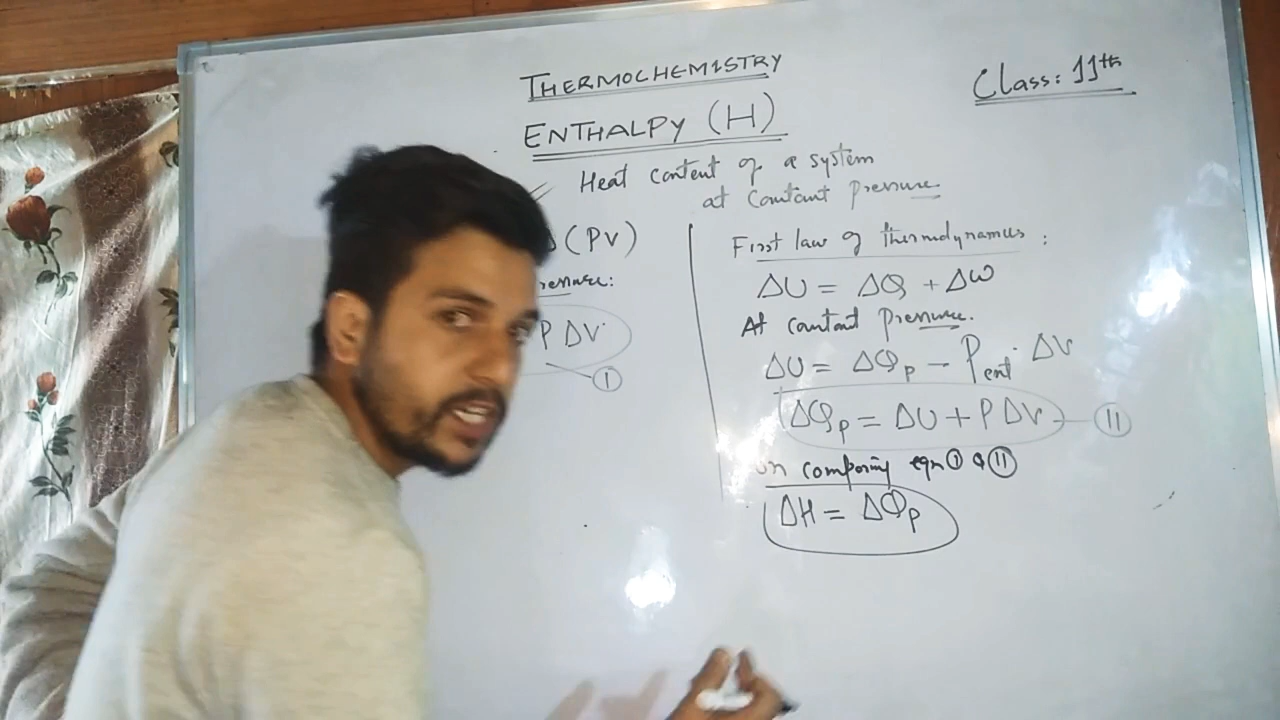 THERMOCHEMISTRY
Class: 11th
ENTHALPY (H)
Heat content of a system
at constant pressure
(PV)
P ΔV
①
First law of thermodynamics :
ΔU = ΔQ + ΔW
At constant pressure.
ΔU = ΔQp - Pext . ΔV
ΔQp = ΔU + P ΔV - ⑪
on comparing eqn ① & ⑪
ΔH = ΔQp